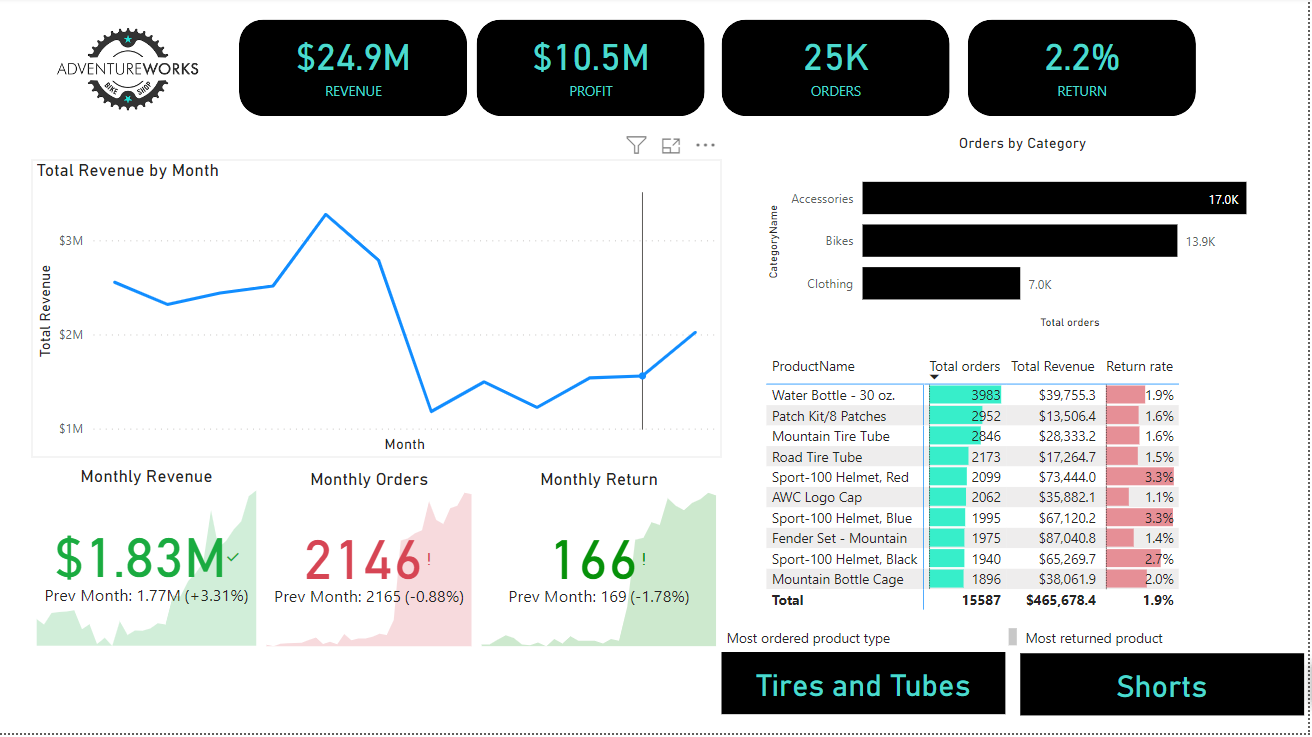 ADVENTUREWORKS
BIKE SHOP
$24.9M
REVENUE
$10.5M
PROFIT
25K
ORDERS
2.2%
RETURN
Total Revenue by Month
Total Revenue
$3M
$2M
$1M
Month
Orders by Category
CategoryName
Accessories 17.0K
Bikes 13.9K
Clothing 7.0K
Total orders
ProductName Total orders Total Revenue Return rate
Water Bottle - 30 oz. 3983 $39,755.3 1.9%
Patch Kit/8 Patches 2952 $13,506.4 1.6%
Mountain Tire Tube 2846 $28,333.2 1.6%
Road Tire Tube 2173 $17,264.7 1.5%
Sport-100 Helmet, Red 2099 $73,444.0 3.3%
AWC Logo Cap 2062 $35,882.1 1.1%
Sport-100 Helmet, Blue 1995 $67,120.2 3.3%
Fender Set - Mountain 1975 $87,040.8 1.4%
Sport-100 Helmet, Black 1940 $65,269.7 2.7%
Mountain Bottle Cage 1896 $38,061.9 2.0%
Total 15587 $465,678.4 1.9%
Monthly Revenue
$1.83M
Prev Month: 1.77M (+3.31%)
Monthly Orders
2146 !
Prev Month: 2165 (-0.88%)
Monthly Return
166 !
Prev Month: 169 (-1.78%)
Most ordered product type
Tires and Tubes
Most returned product
Shorts